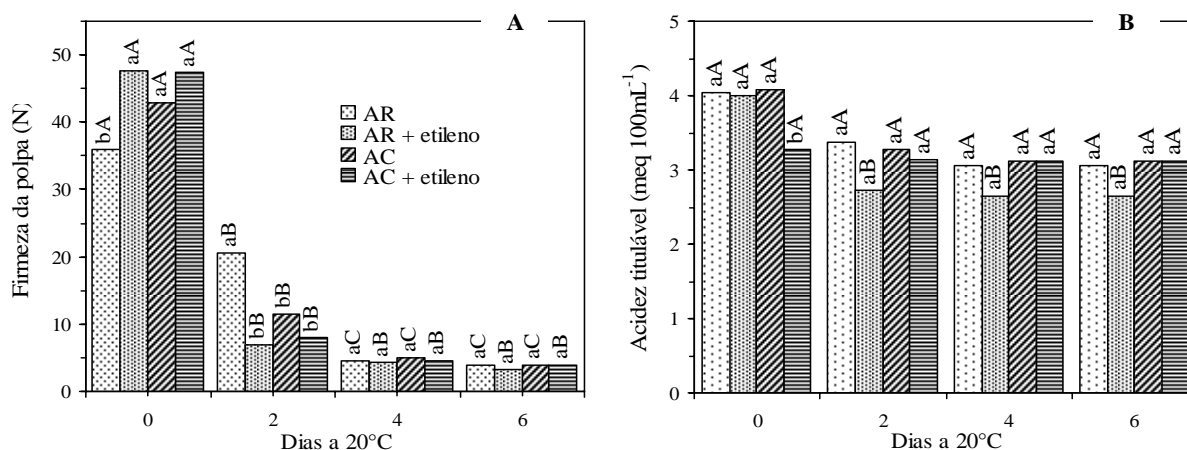 A
Firmeza da polpa (N)
50
40
30
20
10
0
bA aA aA aA
aB bB bB bB
aC aB aC aB
aC aB aC aB
AR
AR + etileno
AC
AC + etileno
0 2 4 6
Dias a 20°C
B
Acidez titulável (meq 100mL-1)
5
4
3
2
1
0
aA aA aA bA
aA aB aA aA
aA aB aA aA
aA aB aA aA
0 2 4 6
Dias a 20°C